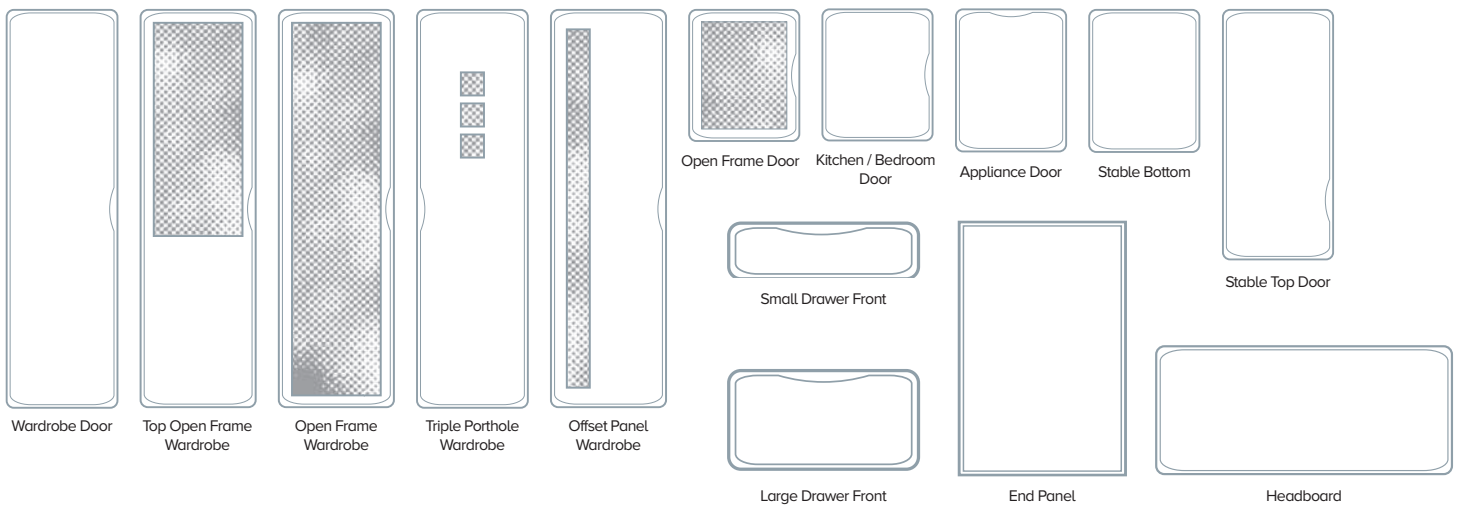 Open Frame Door
Kitchen / Bedroom
Door
Appliance Door
Stable Bottom
Stable Top Door
Small Drawer Front
Wardrobe Door
Top Open Frame
Wardrobe
Open Frame
Wardrobe
Triple Porthole
Wardrobe
Offset Panel
Wardrobe
Large Drawer Front
End Panel
Headboard